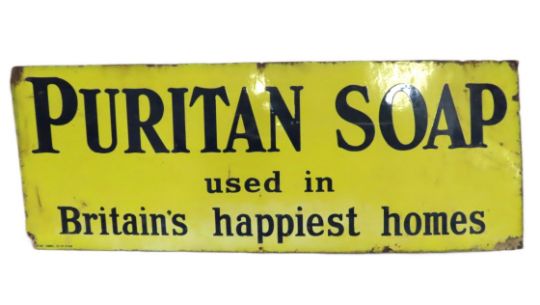 PURITAN SOAP
used in
Britain's happiest homes